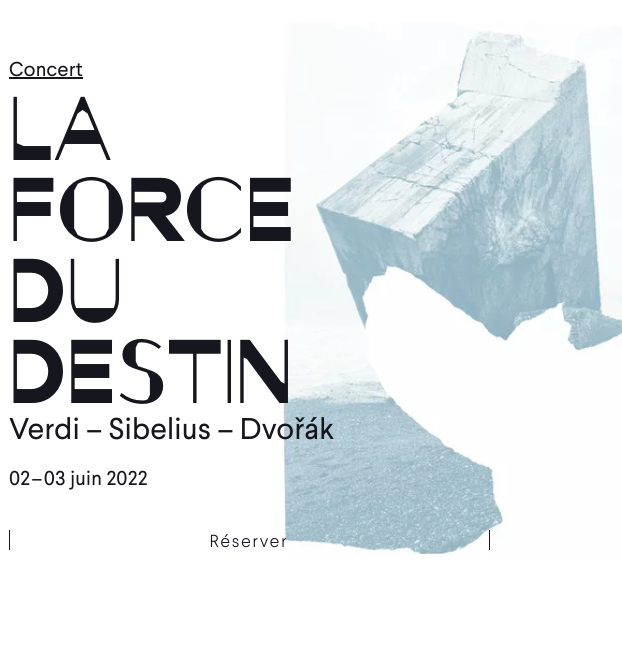 Concert
LA
FORCE
DU
DESTIN
Verdi – Sibelius – Dvořák
02–03 juin 2022
Réserver